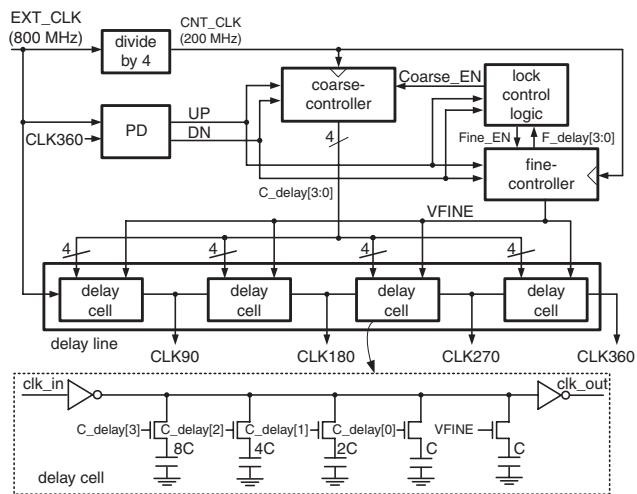 EXT_CLK
(800 MHz)
divide
by 4
CNT_CLK
(200 MHz)
coarse-
controller
Coarse_EN
lock
control
logic
PD
UP
DN
CLK360
4
Fine_EN
F_delay[3:0]
fine-
controller
C_delay[3:0]
VFINE
4
4
4
4
delay
cell
delay
cell
delay
cell
delay
cell
delay line
CLK90
CLK180
CLK270
CLK360
clk_in
clk_out
C_delay[3]
C_delay[2]
C_delay[1]
C_delay[0]
VFINE
8C
4C
2C
C
C
delay cell